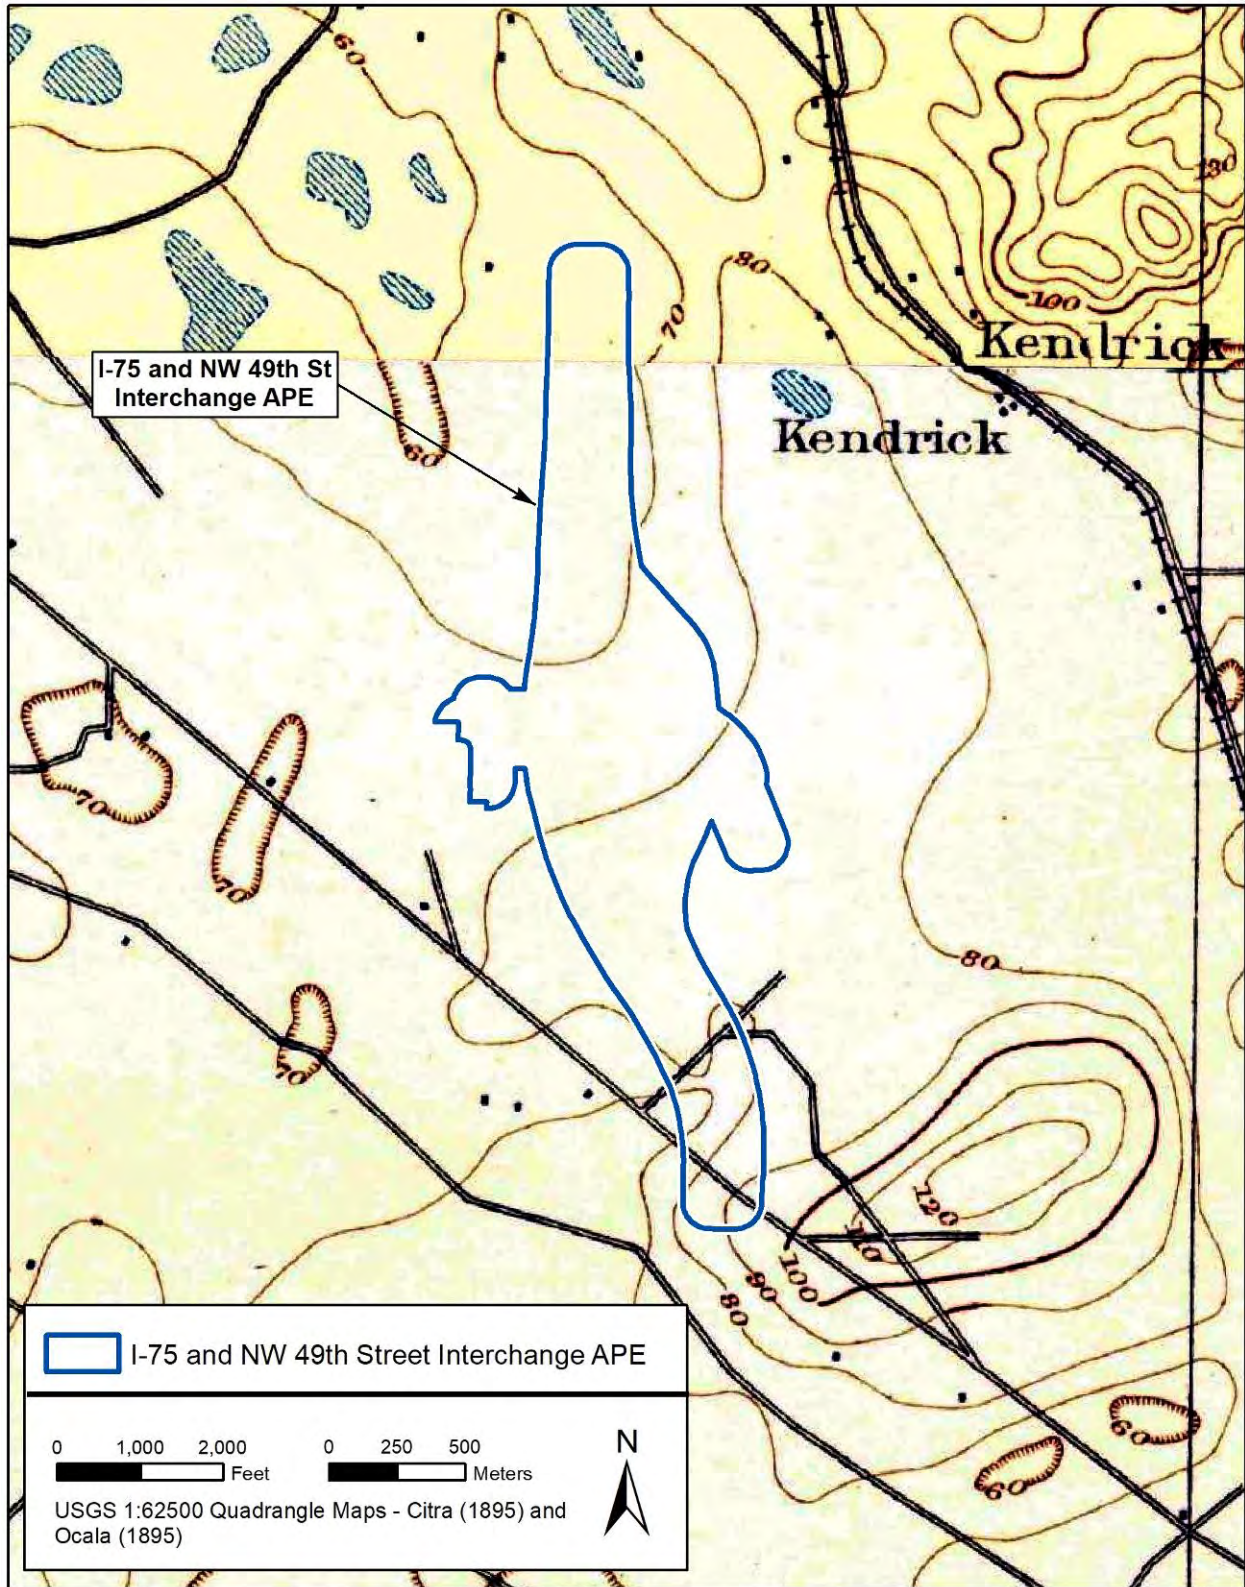 60
130
80
100
70
Kendrick
I-75 and NW 49th St
Interchange APE
Kendrick
60
70
70
80
70
120
110
100
90
80
I-75 and NW 49th Street Interchange APE
60
60
0 1,000 2,000
Feet
0 250 500
Meters
N
USGS 1:62500 Quadrangle Maps - Citra (1895) and
Ocala (1895)